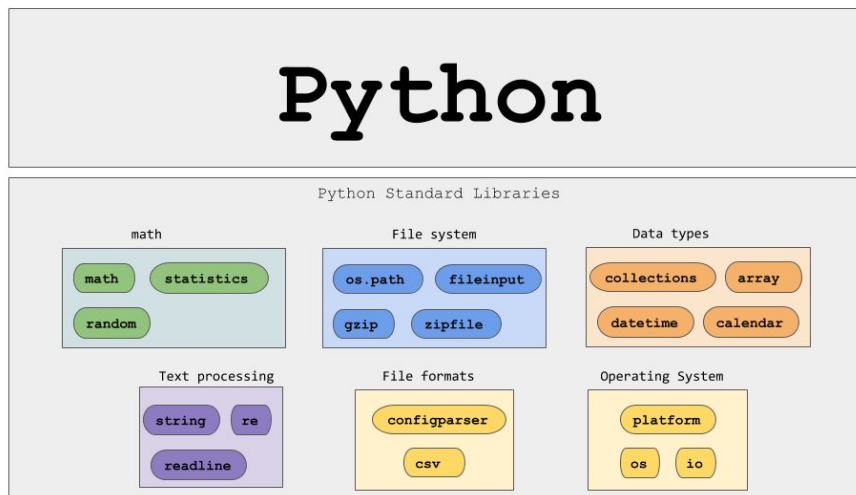 Python
Python Standard Libraries
math File system Data types
math statistics os.path fileinput collections array
random gzip zipfile datetime calendar
Text processing File formats Operating System
string re configparser platform
readline csv os io